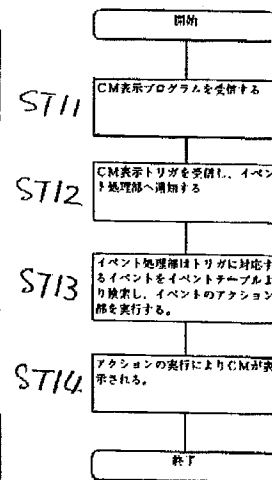 開始
ST11
CM表示プログラムを受信する
ST12
CM表示トリガを受信し、イベン
ト処理部へ通知する
ST13
イベント処理部はトリガに対応す
るイベントをイベントテーブルよ
り検索し、イベントのアクション
部を実行する。
ST14
アクションの実行によりCMが表
示される。
終了